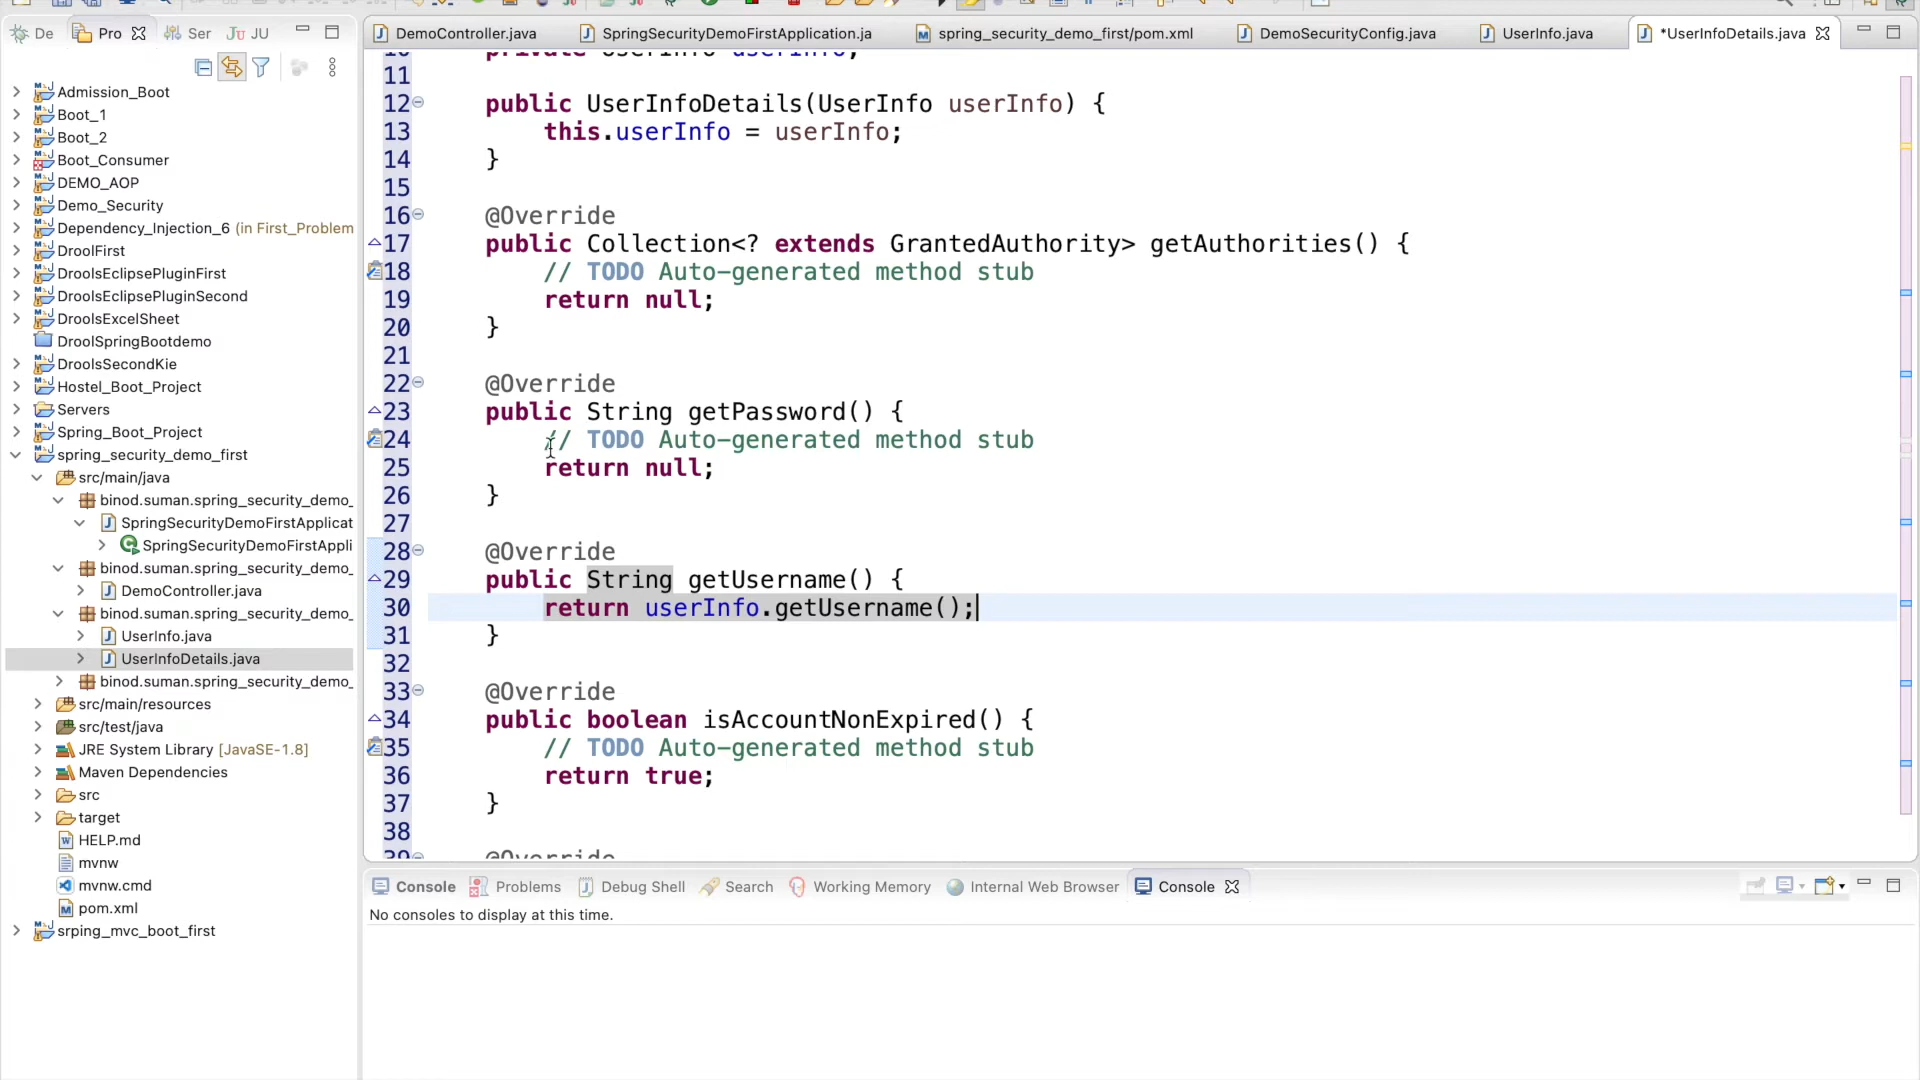 De
Pro
Ser
JU
DemoController.java
SpringSecurityDemoFirstApplication.ja
spring_security_demo_first/pom.xml
DemoSecurityConfig.java
UserInfo.java
*UserInfoDetails.java
Admission_Boot
Boot_1
Boot_2
Boot_Consumer
DEMO_AOP
Demo_Security
Dependency_Injection_6 (in First_Problem
DroolFirst
DroolsEclipsePluginFirst
DroolsEclipsePluginSecond
DroolsExcelSheet
DroolSpringBootdemo
DroolsSecondKie
Hostel_Boot_Project
Servers
Spring_Boot_Project
spring_security_demo_first
src/main/java
binod.suman.spring_security_demo_
SpringSecurityDemoFirstApplicat
SpringSecurityDemoFirstAppli
binod.suman.spring_security_demo_
DemoController.java
binod.suman.spring_security_demo_
UserInfo.java
UserInfoDetails.java
binod.suman.spring_security_demo_
src/main/resources
src/test/java
JRE System Library [JavaSE-1.8]
Maven Dependencies
src
target
HELP.md
mvnw
mvnw.cmd
pom.xml
srping_mvc_boot_first
10 private UserInfo userInfo;
11
12 public UserInfoDetails(UserInfo userInfo) {
13 this.userInfo = userInfo;
14 }
15
16 @Override
17 public Collection<? extends GrantedAuthority> getAuthorities() {
18 // TODO Auto-generated method stub
19 return null;
20 }
21
22 @Override
23 public String getPassword() {
24 // TODO Auto-generated method stub
25 return null;
26 }
27
28 @Override
29 public String getUsername() {
30 return userInfo.getUsername();
31 }
32
33 @Override
34 public boolean isAccountNonExpired() {
35 // TODO Auto-generated method stub
36 return true;
37 }
38
39 @Override
Console
Problems
Debug Shell
Search
Working Memory
Internal Web Browser
Console
No consoles to display at this time.